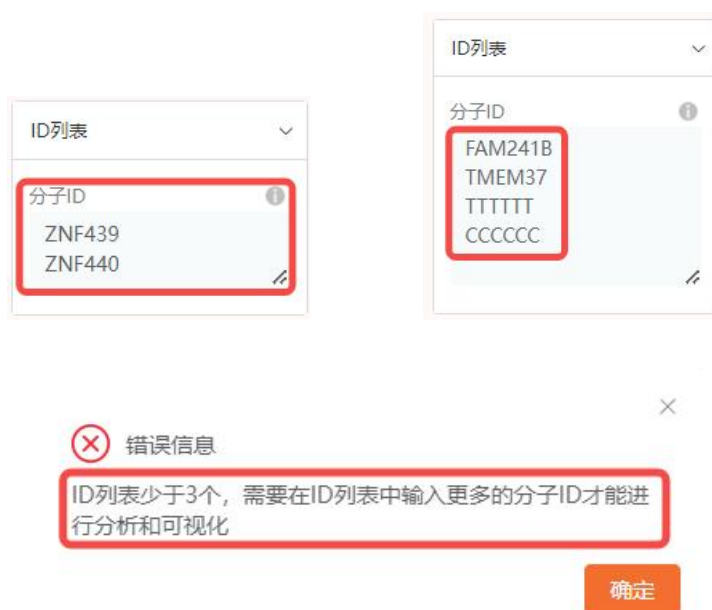 ID列表
分子ID
ZNF439
ZNF440
ID列表
分子ID
FAM241B
TMEM37
TTTTTT
CCCCCC
错误信息
ID列表少于3个，需要在ID列表中输入更多的分子ID才能进
行分析和可视化
确定